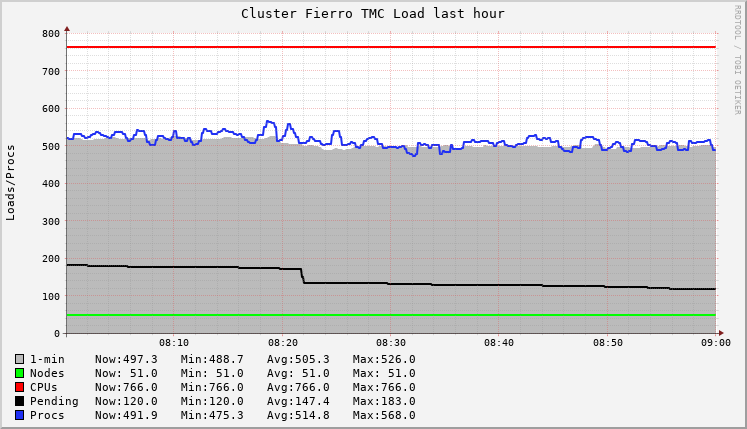 Cluster Fierro TMC Load last hour
RRDTOOL / TOBI OETIKER
Loads/Procs
800
700
600
500
400
300
200
100
0
08:10 08:20 08:30 08:40 08:50 09:00
1-min Now:497.3 Min:488.7 Avg:505.3 Max:526.0
Nodes Now: 51.0 Min: 51.0 Avg: 51.0 Max: 51.0
CPUs Now:766.0 Min:766.0 Avg:766.0 Max:766.0
Pending Now:120.0 Min:120.0 Avg:147.4 Max:183.0
Procs Now:491.9 Min:475.3 Avg:514.8 Max:568.0